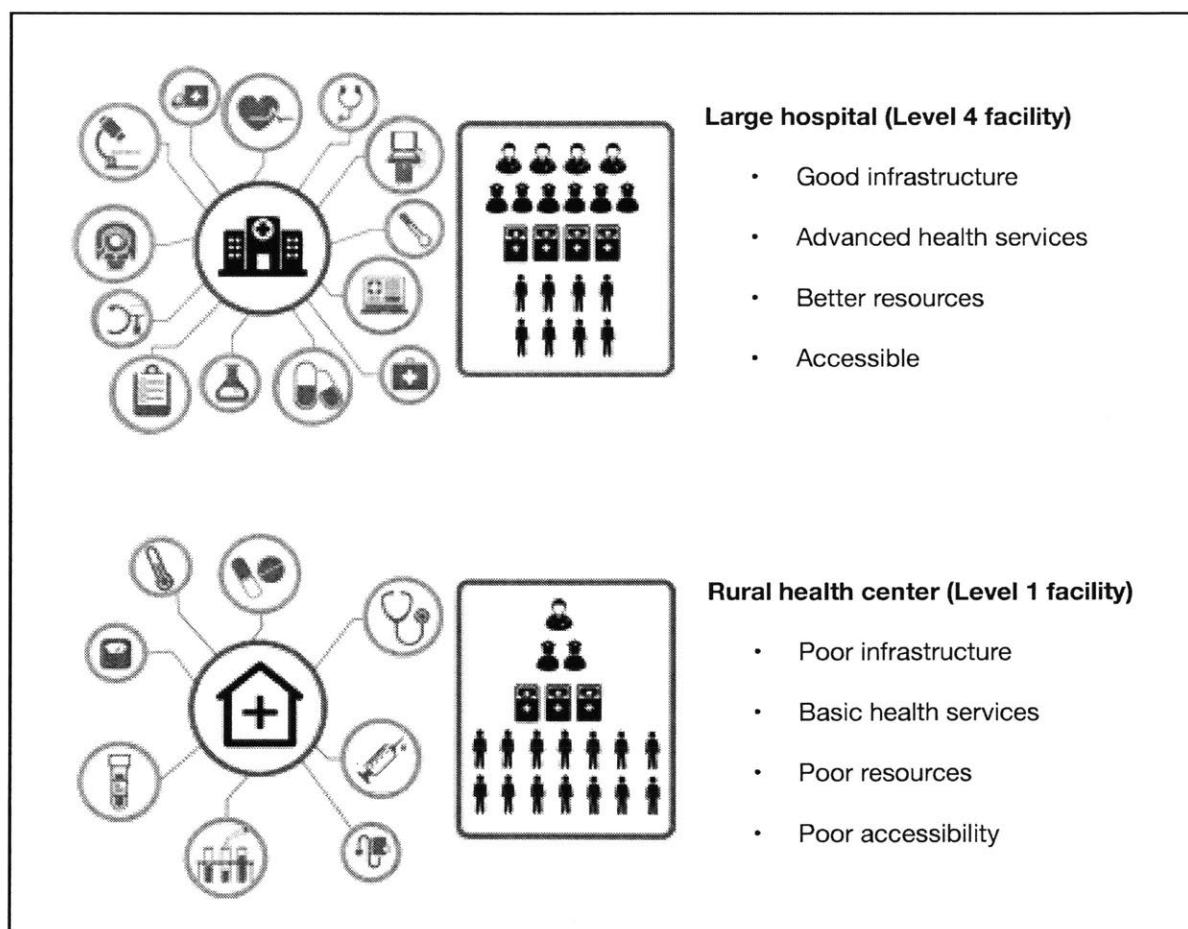 Large hospital (Level 4 facility)
• Good infrastructure
• Advanced health services
• Better resources
• Accessible
Rural health center (Level 1 facility)
• Poor infrastructure
• Basic health services
• Poor resources
• Poor accessibility